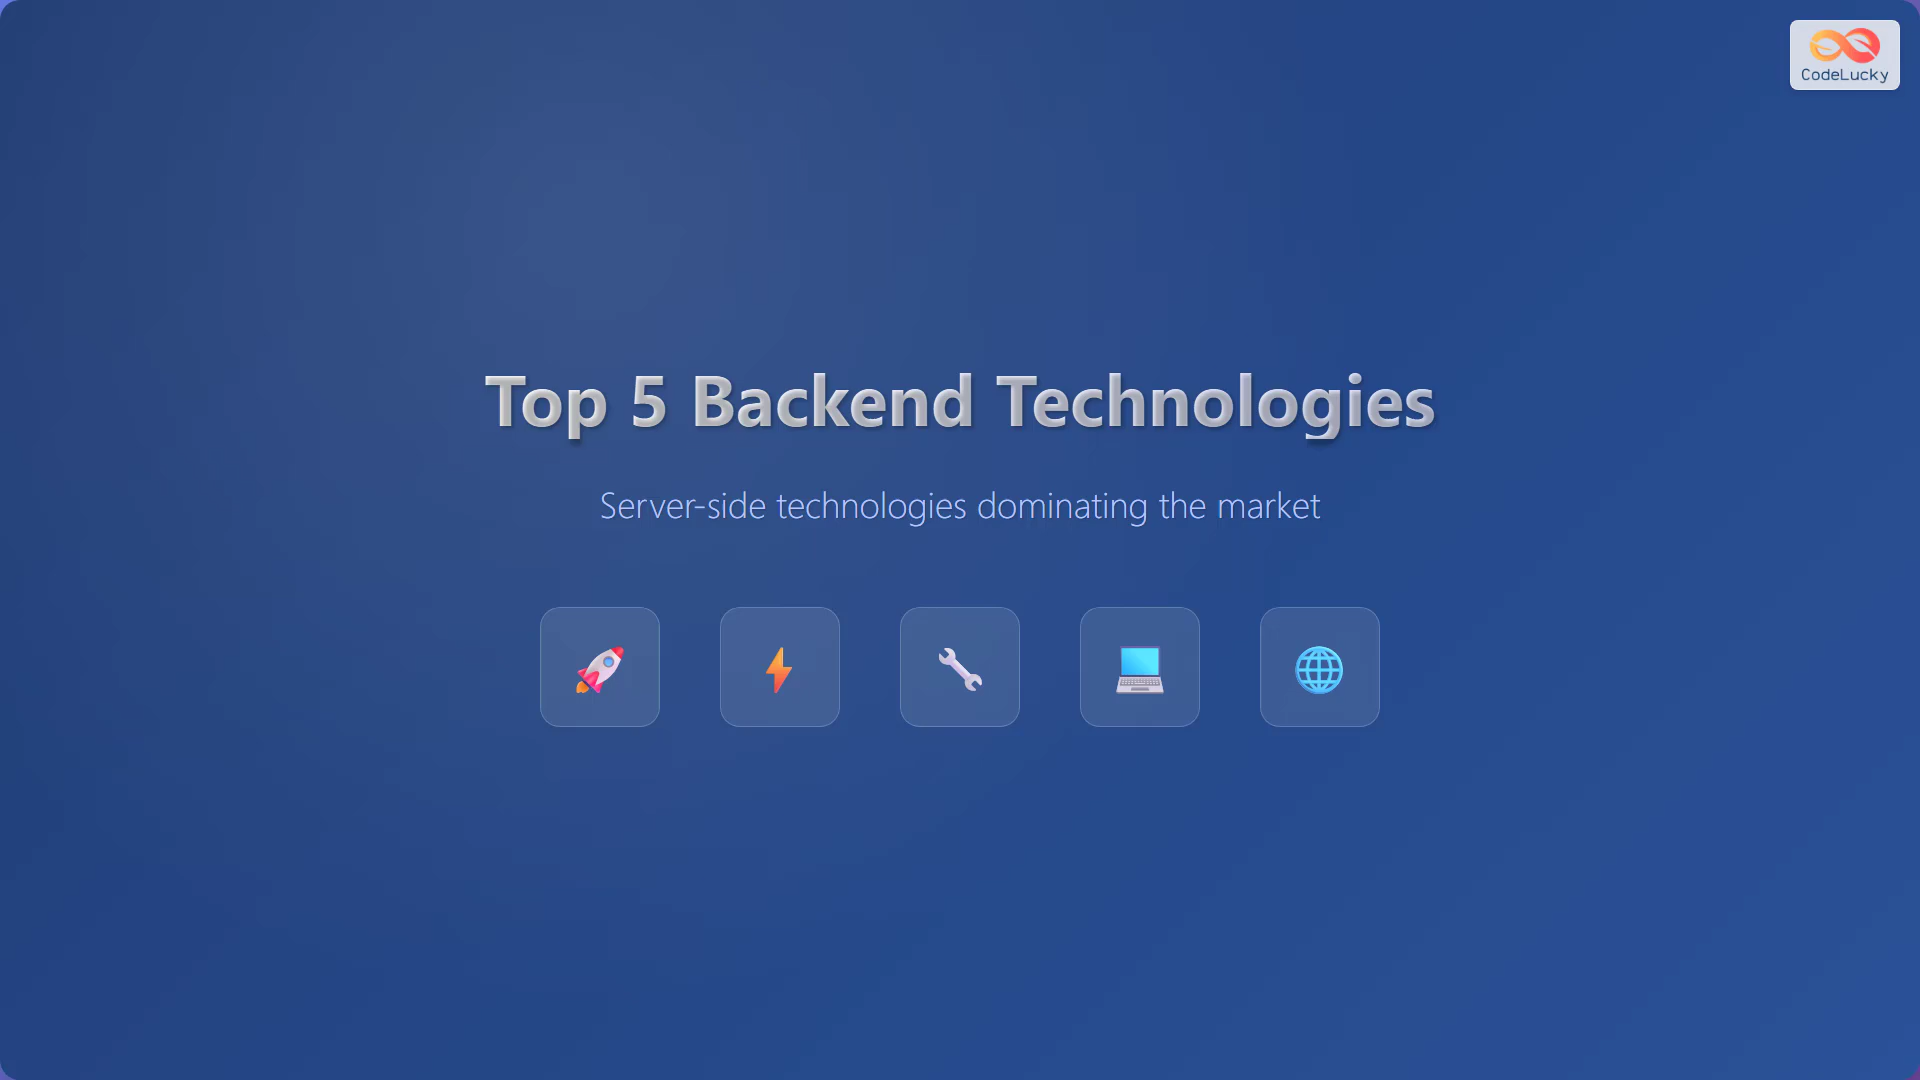 CodeLucky
Top 5 Backend Technologies
Server-side technologies dominating the market